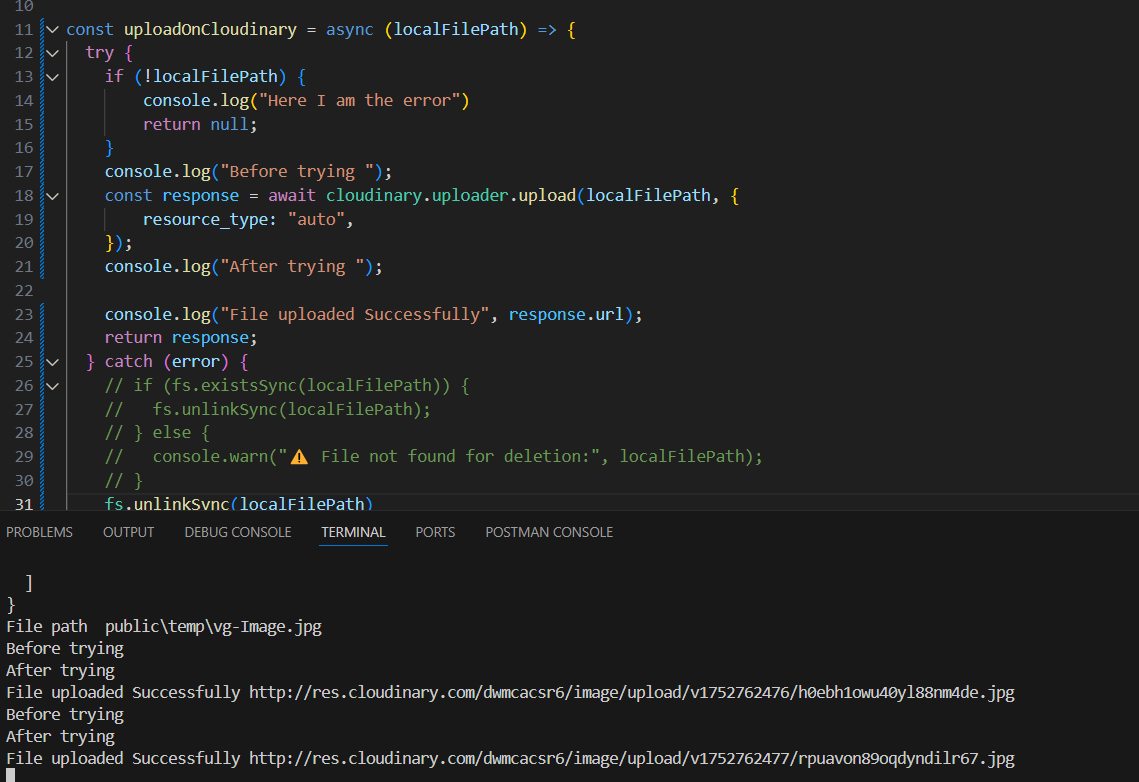 10
11 const uploadOnCloudinary = async (localFilePath) => {
12 try {
13 if (!localFilePath) {
14 console.log("Here I am the error")
15 return null;
16 }
17 console.log("Before trying ");
18 const response = await cloudinary.uploader.upload(localFilePath, {
19 resource_type: "auto",
20 });
21 console.log("After trying ");
22
23 console.log("File uploaded Successfully", response.url);
24 return response;
25 } catch (error) {
26 // if (fs.existsSync(localFilePath)) {
27 //   fs.unlinkSync(localFilePath);
28 // } else {
29 //   console.warn("⚠️ File not found for deletion:", localFilePath);
30 // }
31 fs.unlinkSync(localFilePath)
PROBLEMS OUTPUT DEBUG CONSOLE TERMINAL PORTS POSTMAN CONSOLE
]
}
File path  public\temp\vg-Image.jpg
Before trying
After trying
File uploaded Successfully http://res.cloudinary.com/dwmcacsr6/image/upload/v1752762476/h0ebh1owu40yl88nm4de.jpg
Before trying
After trying
File uploaded Successfully http://res.cloudinary.com/dwmcacsr6/image/upload/v1752762477/rpuavon89oqdyndilr67.jpg